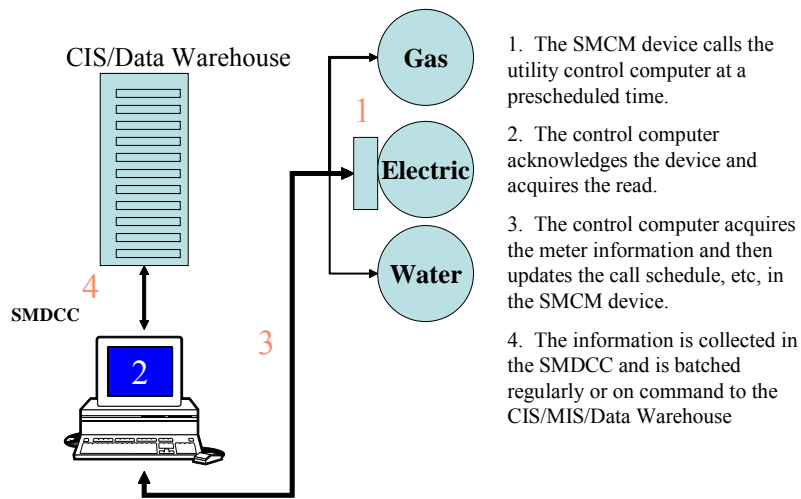 CIS/Data Warehouse
4
SMDCC
2
3
1
Gas
Electric
Water
1. The SMCM device calls the
utility control computer at a
prescheduled time.
2. The control computer
acknowledges the device and
acquires the read.
3. The control computer acquires
the meter information and then
updates the call schedule, etc, in
the SMCM device.
4. The information is collected in
the SMDCC and is batched
regularly or on command to the
CIS/MIS/Data Warehouse